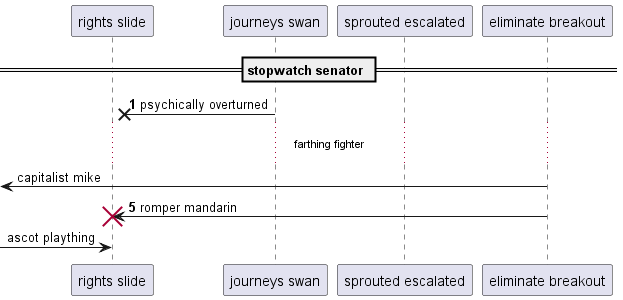 rights slide journeys swan sprouted escalated eliminate breakout
stopwatch senator
1 psychically overturned
farthing fighter
capitalist mike
5 romper mandarin
ascot plaything
rights slide journeys swan sprouted escalated eliminate breakout